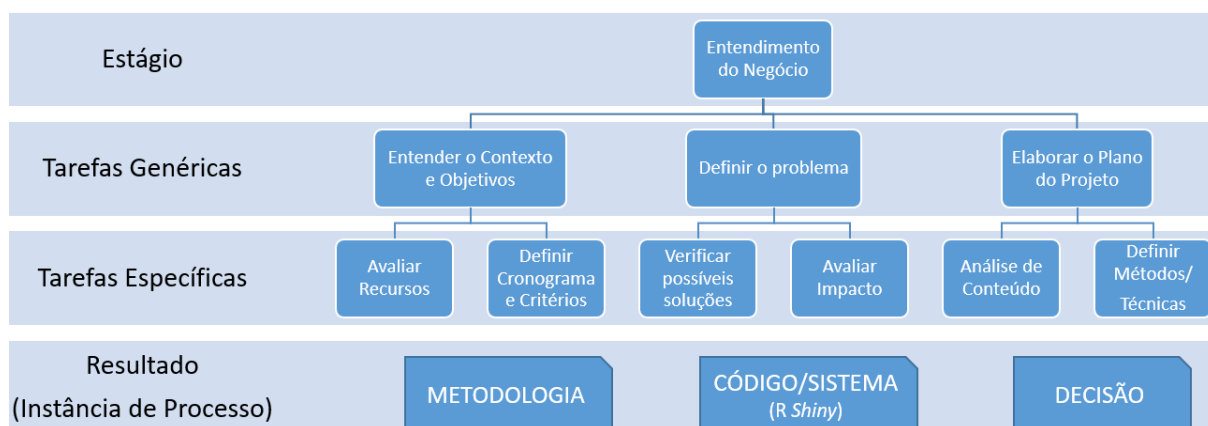 Estágio
Entendimento
do Negócio
Tarefas Genéricas
Entender o Contexto
e Objetivos
Definir o problema
Elaborar o Plano
do Projeto
Tarefas Específicas
Avaliar
Recursos
Definir
Cronograma
e Critérios
Verificar
possíveis
soluções
Avaliar
Impacto
Análise de
Conteúdo
Definir
Métodos/
Técnicas
Resultado
(Instância de Processo)
METODOLOGIA
CÓDIGO/SISTEMA
(R Shiny)
DECISÃO